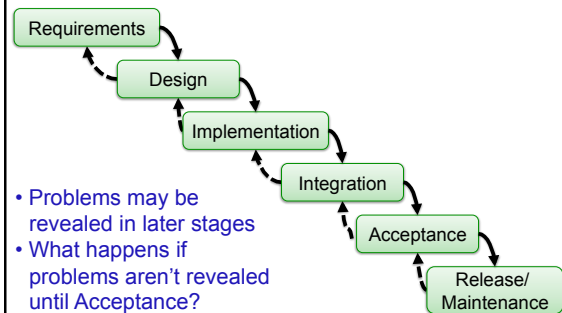 Requirements
Design
Implementation
Integration
Acceptance
Release/
Maintenance
• Problems may be
revealed in later stages
• What happens if
problems aren’t revealed
until Acceptance?